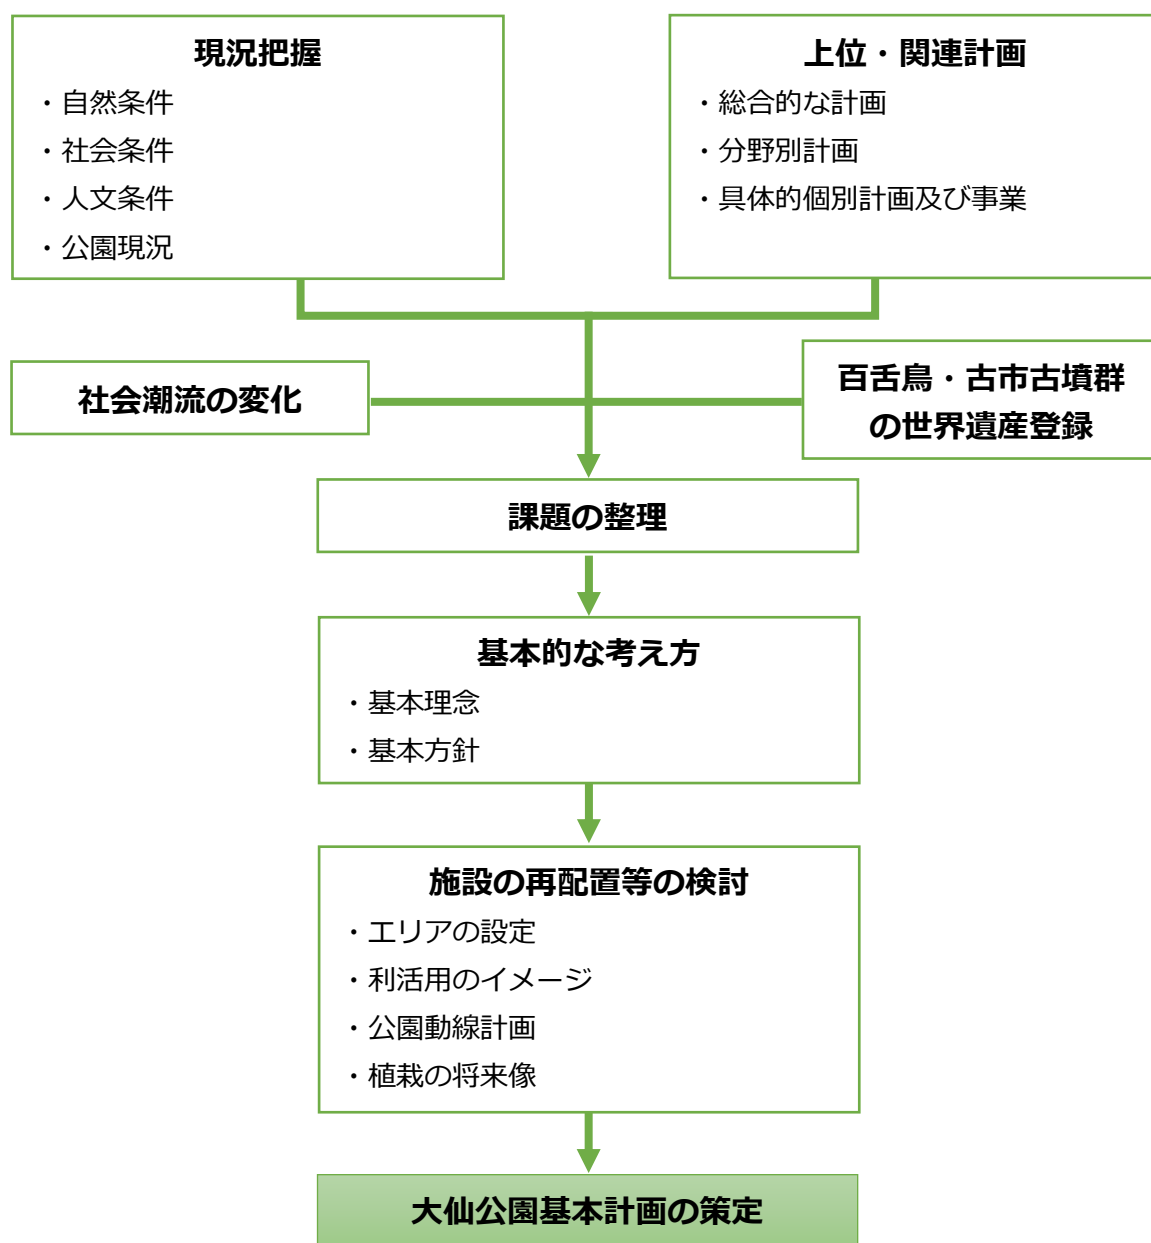 現況把握
・自然条件
・社会条件
・人文条件
・公園現況
上位・関連計画
・総合的な計画
・分野別計画
・具体的個別計画及び事業
社会潮流の変化
百舌鳥・古市古墳群
の世界遺産登録
課題の整理
基本的な考え方
・基本理念
・基本方針
施設の再配置等の検討
・エリアの設定
・利活用のイメージ
・公園動線計画
・植栽の将来像
大仙公園基本計画の策定